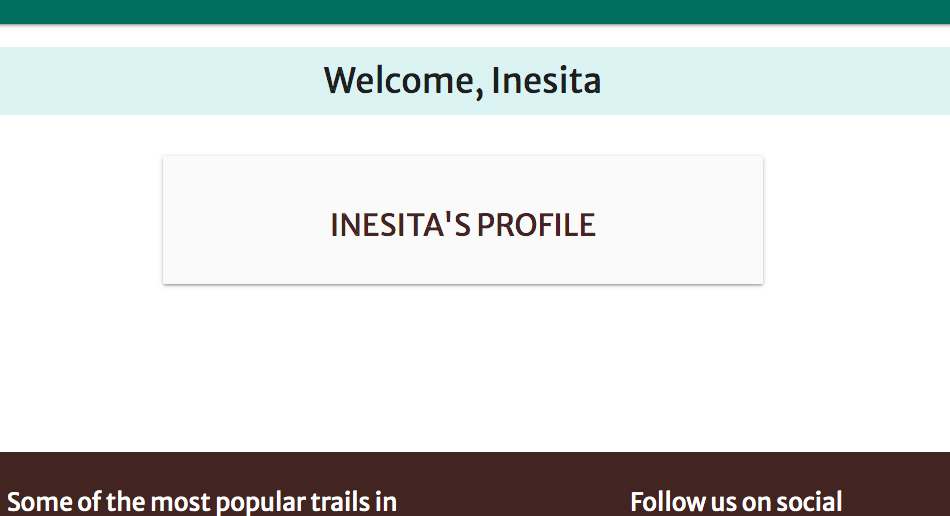 Welcome, Inesita
INESITA'S PROFILE
Some of the most popular trails in
Follow us on social